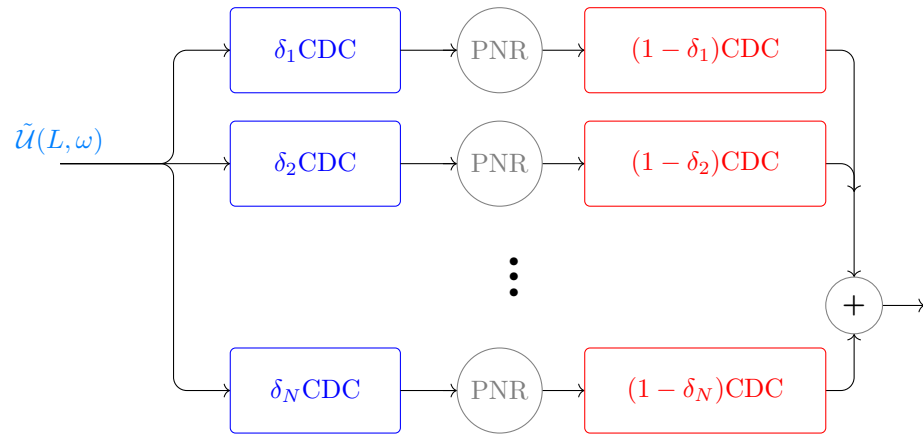 δ₁CDC PNR (1 − δ₁)CDC
𝒰̃(L, ω)
δ₂CDC PNR (1 − δ₂)CDC
+
δ_NCDC PNR (1 − δ_N)CDC